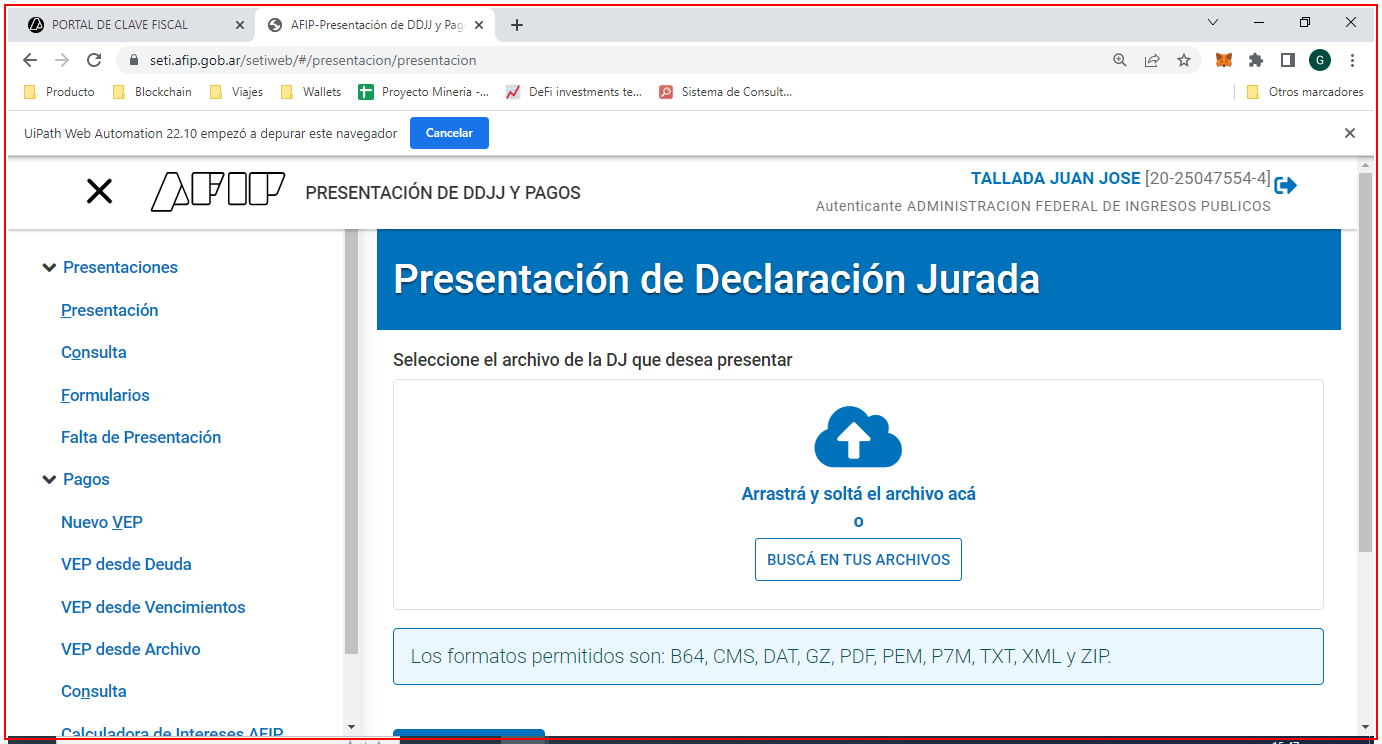 PORTAL DE CLAVE FISCAL
AFIP-Presentación de DDJJ y Pag
seti.afip.gob.ar/setiweb/#/presentacion/presentacion
G
Producto
Blockchain
Viajes
Wallets
Proyecto Mineria -...
DeFi investments te...
Sistema de Consult...
Otros marcadores
UiPath Web Automation 22.10 empezó a depurar este navegador
Cancelar
AFIP
PRESENTACIÓN DE DDJJ Y PAGOS
TALLADA JUAN JOSE [20-25047554-4]
Autenticante ADMINISTRACION FEDERAL DE INGRESOS PUBLICOS
Presentaciones
Presentación
Consulta
Formularios
Falta de Presentación
Pagos
Nuevo VEP
VEP desde Deuda
VEP desde Vencimientos
VEP desde Archivo
Consulta
Calculadora de Intereses AFIP
Presentación de Declaración Jurada
Seleccione el archivo de la DJ que desea presentar
Arrastrá y soltá el archivo acá
o
BUSCÁ EN TUS ARCHIVOS
Los formatos permitidos son: B64, CMS, DAT, GZ, PDF, PEM, P7M, TXT, XML y ZIP.